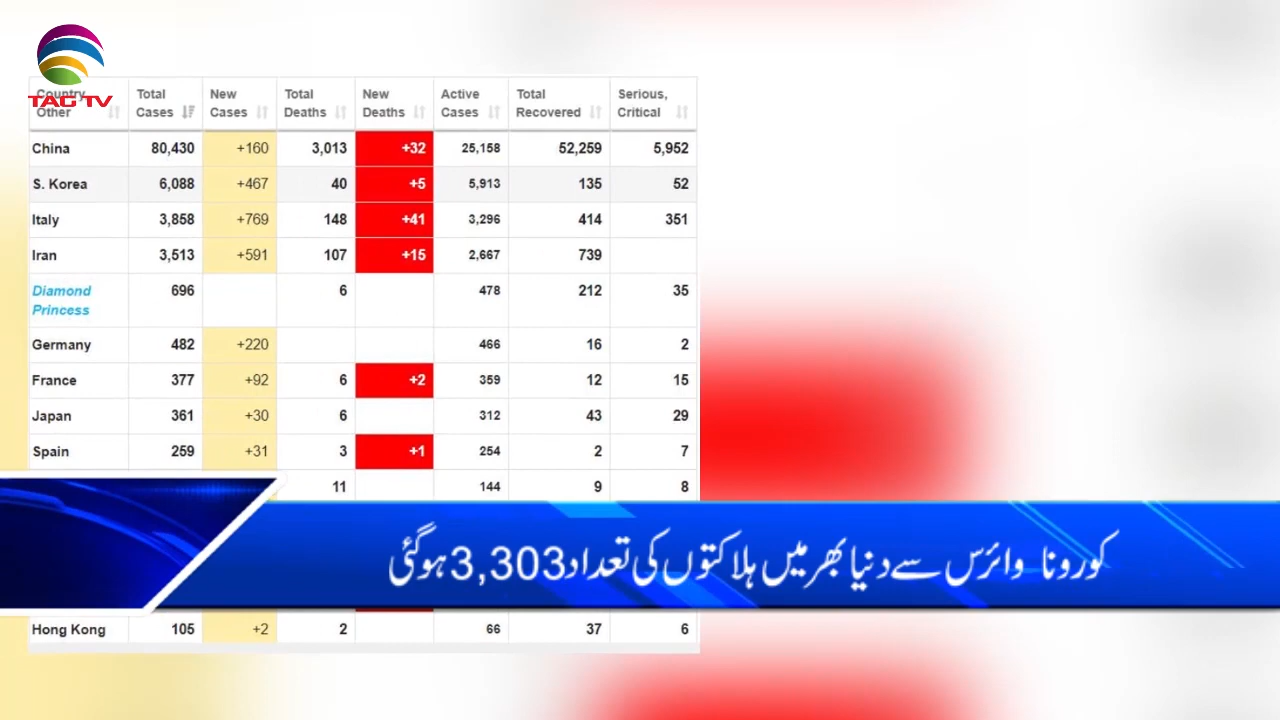 TAG TV
Country, Other Total Cases New Cases Total Deaths New Deaths Active Cases Total Recovered Serious, Critical
China 80,430 +160 3,013 +32 25,158 52,259 5,952
S. Korea 6,088 +467 40 +5 5,913 135 52
Italy 3,858 +769 148 +41 3,296 414 351
Iran 3,513 +591 107 +15 2,667 739
Diamond Princess 696 6 478 212 35
Germany 482 +220 466 16 2
France 377 +92 6 +2 359 12 15
Japan 361 +30 6 312 43 29
Spain 259 +31 3 +1 254 2 7
11 144 9 8
کورونا وائرس سے دنیا بھر میں ہلاکتوں کی تعداد 3,303 ہوگئی
Hong Kong 105 +2 2 66 37 6